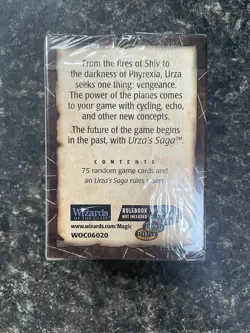 From the fires of Shiv to
the darkness of Phyrexia, Urza
seeks one thing: vengeance.
The power of the planes comes
to your game with cycling, echo,
and other new concepts.
The future of the game begins
in the past, with Urza's Saga™.
CONTENTS
75 random game cards and
an Urza's Saga rules insert.
Wizards
OF THE COAST
RULEBOOK
NOT INCLUDED
www.wizards.com/Magic
WOC06020